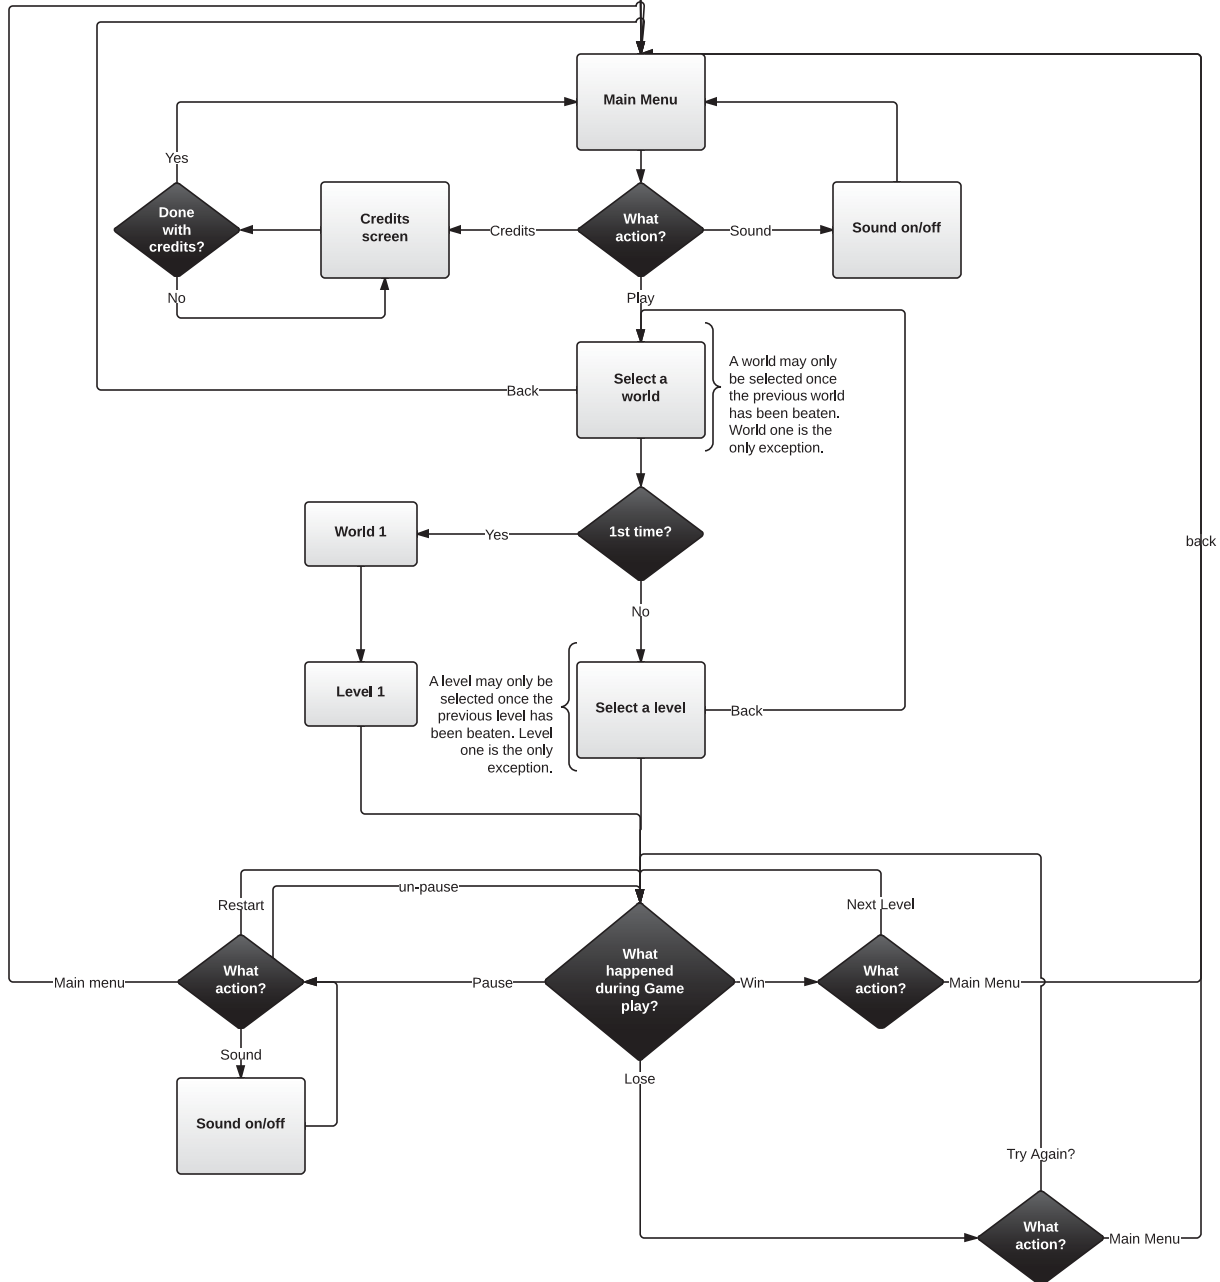 Main Menu
Yes
Done
with
credits?
Credits
screen
Credits
What
action?
Sound
Sound on/off
No
Play
Select a
world
Back
A world may only
be selected once
the previous world
has been beaten.
World one is the
only exception.
World 1
Yes
1st time?
back
No
Level 1
A level may only be
selected once the
previous level has
been beaten. Level
one is the only
exception.
Select a level
Back
un-pause
Restart
Next Level
Main menu
What
action?
Pause
What
happened
during Game
play?
Win
What
action?
Main Menu
Sound
Lose
Sound on/off
Try Again?
What
action?
Main Menu